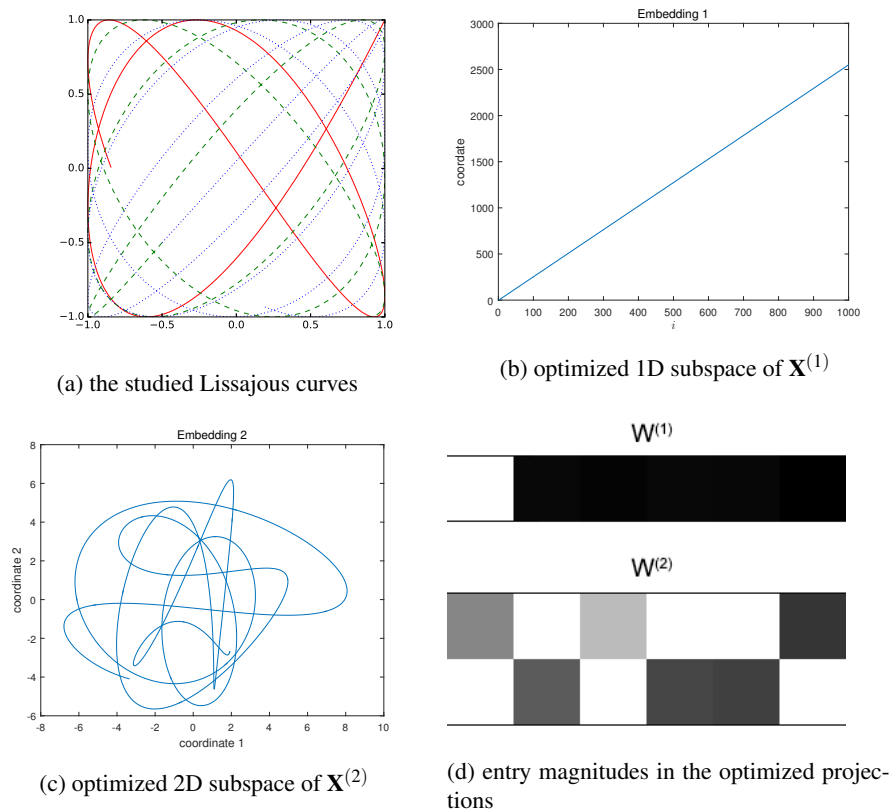 1.0
0.5
0.0
−0.5
−1.0
−1.0 −0.5 0.0 0.5 1.0
(a) the studied Lissajous curves
Embedding 1
3000
2500
2000
1500
1000
500
0
coordate
0 100 200 300 400 500 600 700 800 900 1000
i
(b) optimized 1D subspace of X(1)
Embedding 2
8
6
4
2
0
-2
-4
-6
coordinate 2
-8 -6 -4 -2 0 2 4 6 8 10
coordinate 1
(c) optimized 2D subspace of X(2)
W(1)
W(2)
(d) entry magnitudes in the optimized projec-
tions